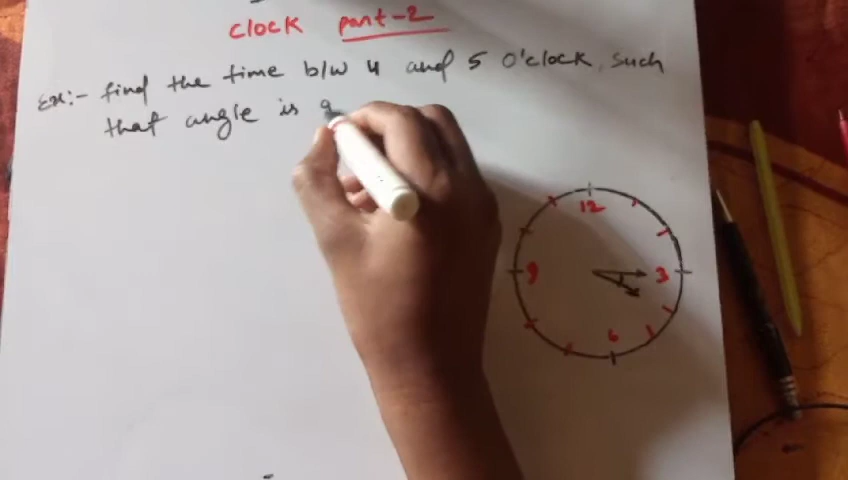 clock part-2
Ex:- find the time b/w 4 and 5 O'clock, such
that angle is 9
12
9
3
6